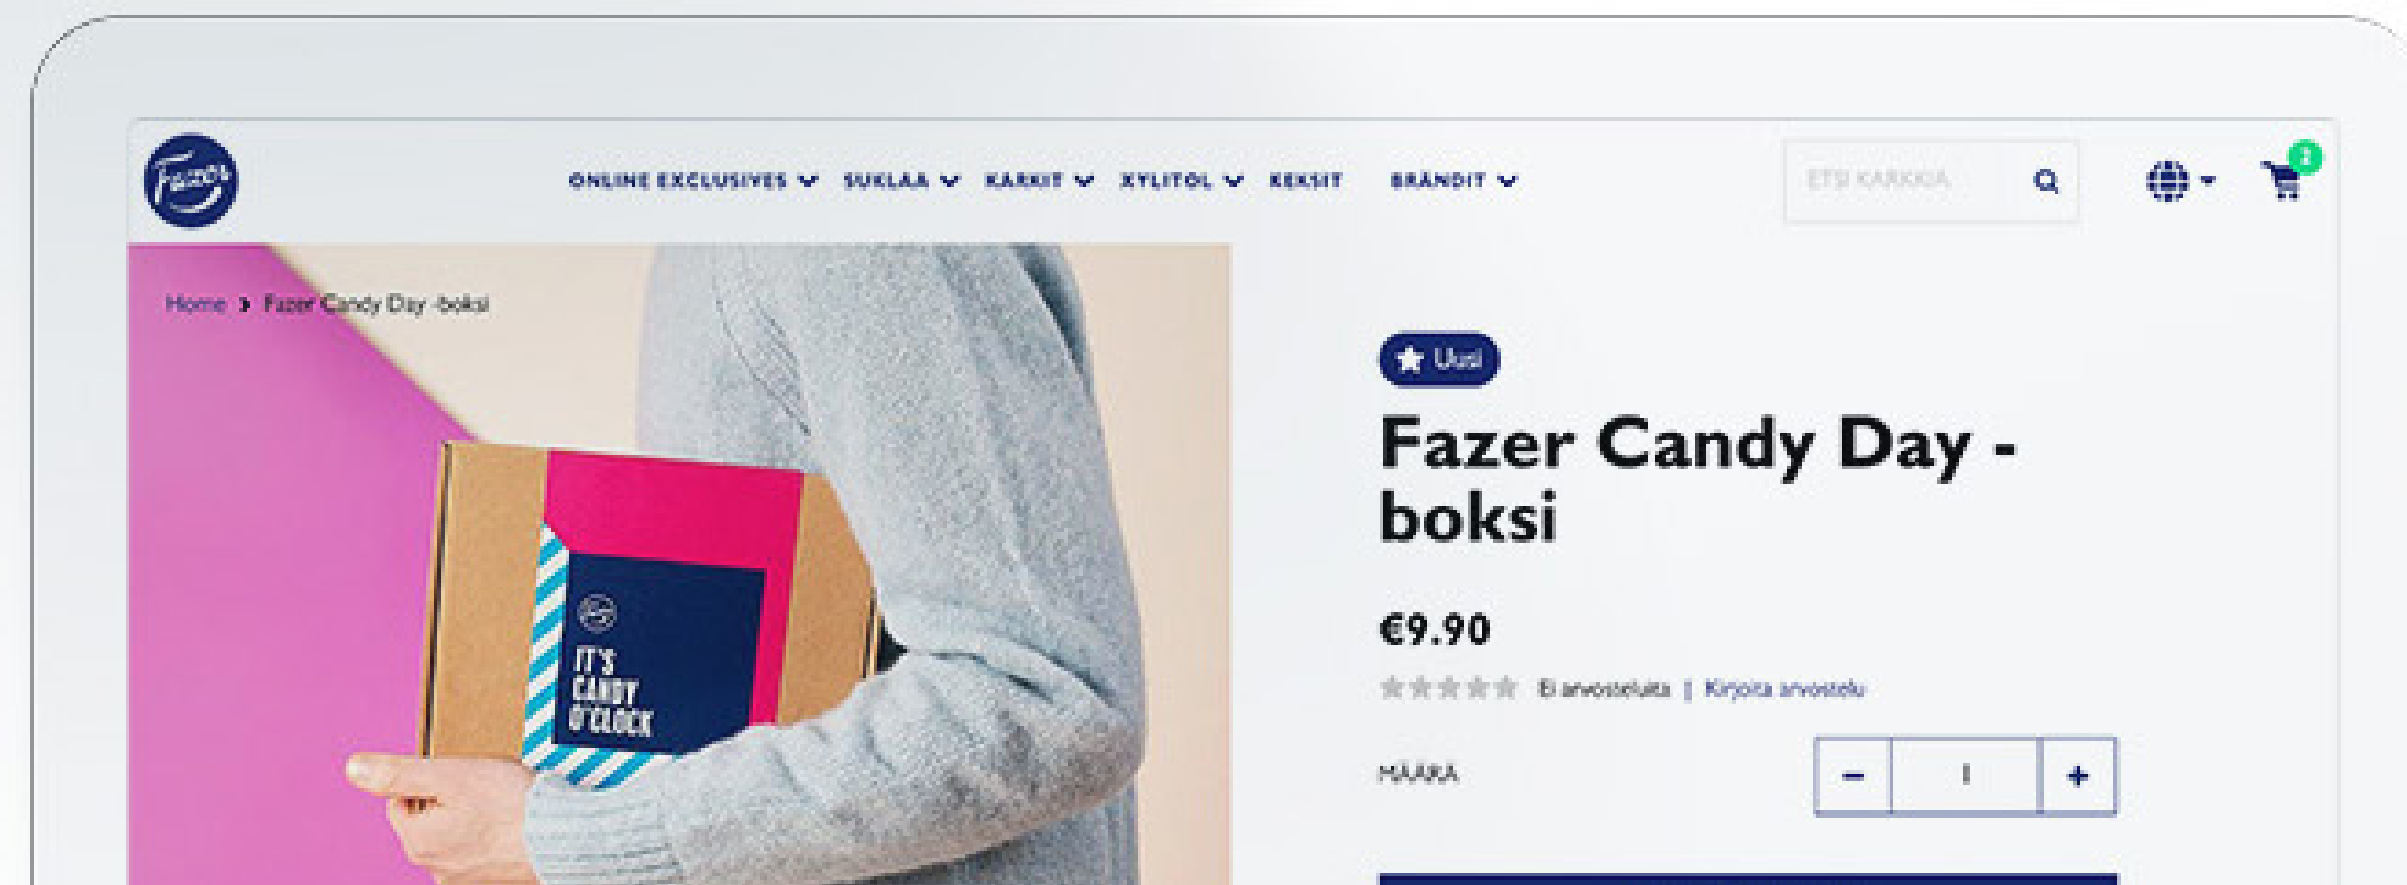 Fazer
ONLINE EXCLUSIVES SUKLAA KARKIT XYLITOL KEKSIT BRÄNDIT
ETSI KARKKIA
2
Home > Fazer Candy Day -boksi
Uusi
Fazer Candy Day -
boksi
€9.90
Ei arvosteluita | Kirjoita arvostelu
MÄÄRÄ - 1 +
IT'S
CANDY
O'CLOCK